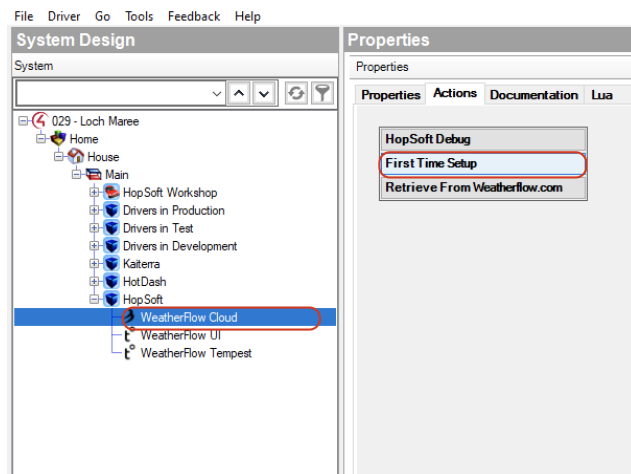 File Driver Go Tools Feedback Help
System Design
System
029 - Loch Maree
Home
House
Main
HopSoft Workshop
Drivers in Production
Drivers in Test
Drivers in Development
Kaiterra
HotDash
HopSoft
WeatherFlow Cloud
WeatherFlow UI
WeatherFlow Tempest
Properties
Properties
Properties Actions Documentation Lua
HopSoft Debug
First Time Setup
Retrieve From Weatherflow.com